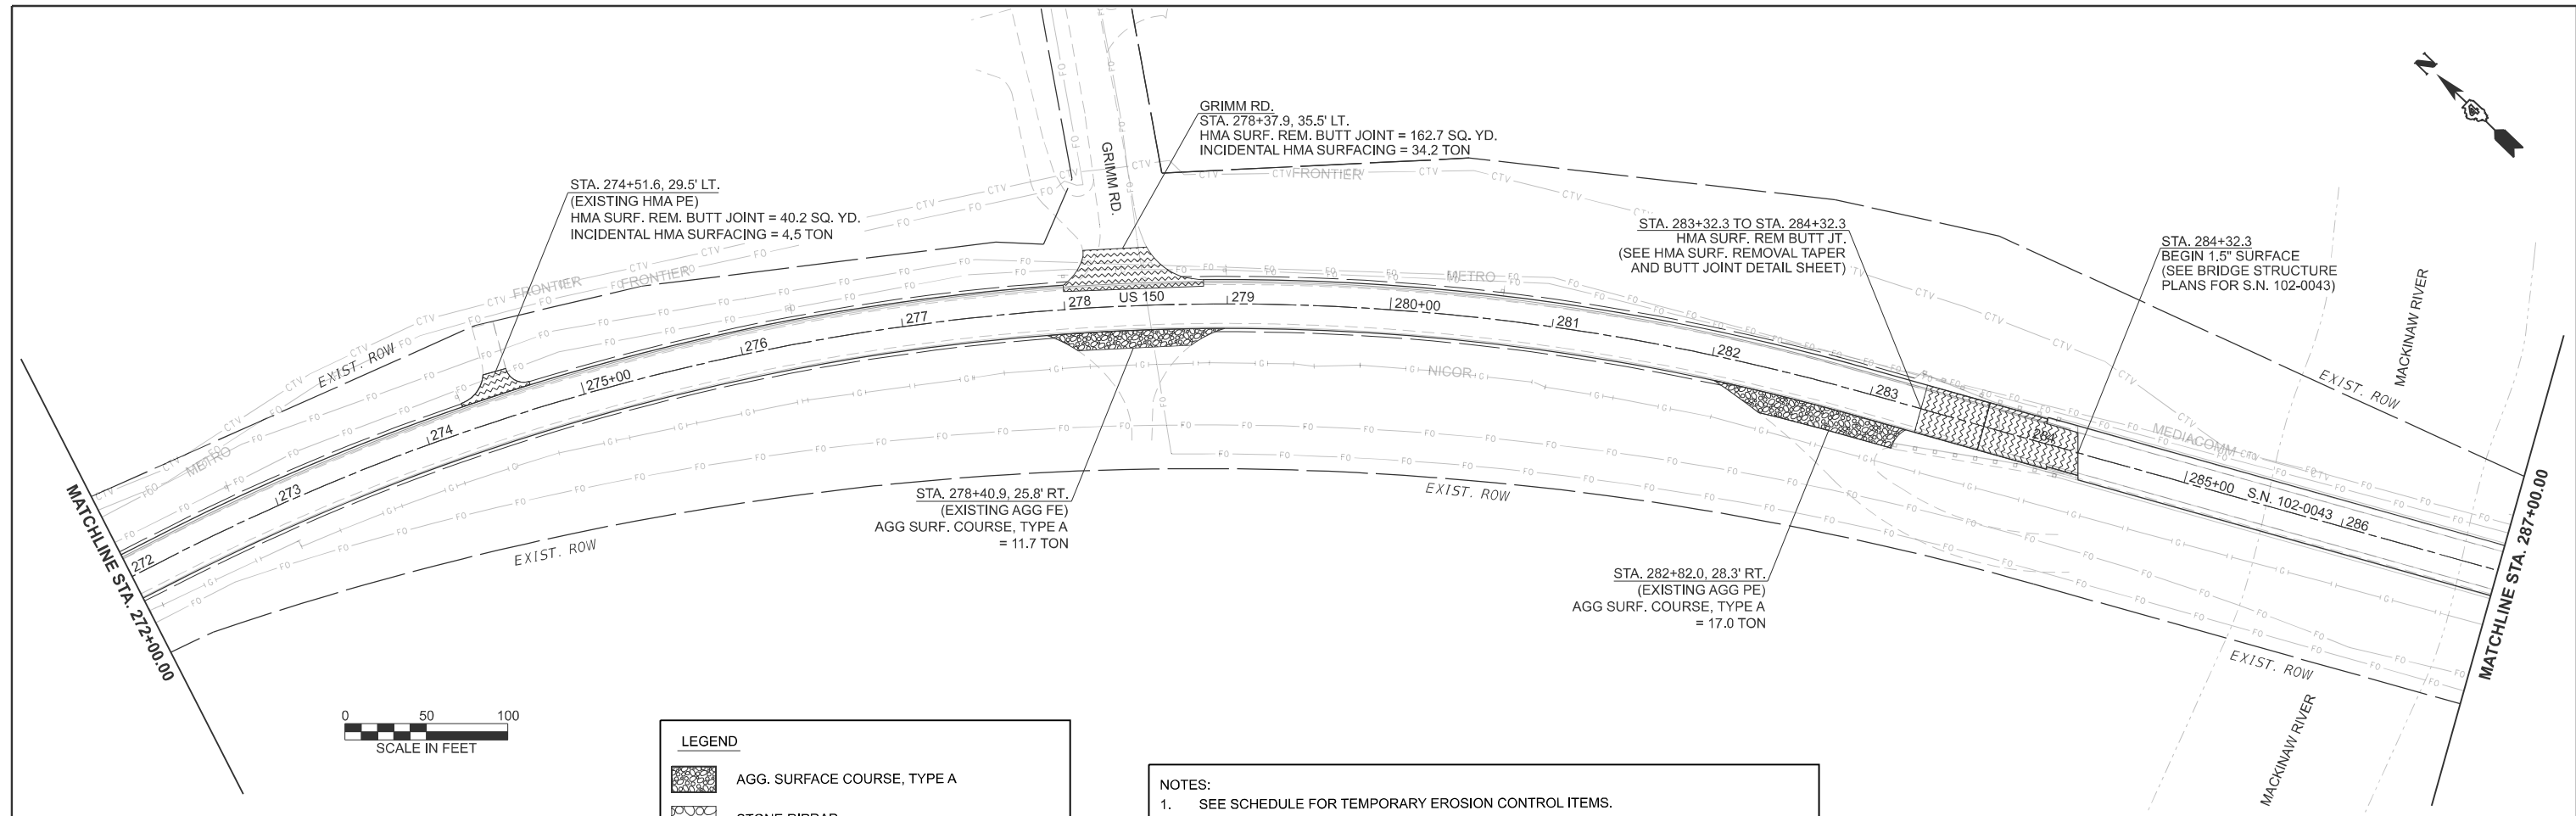 N
GRIMM RD.
STA. 278+37.9, 35.5' LT.
HMA SURF. REM. BUTT JOINT = 162.7 SQ. YD.
INCIDENTAL HMA SURFACING = 34.2 TON
GRIMM RD.
STA. 274+51.6, 29.5' LT.
(EXISTING HMA PE)
HMA SURF. REM. BUTT JOINT = 40.2 SQ. YD.
INCIDENTAL HMA SURFACING = 4.5 TON
STA. 283+32.3 TO STA. 284+32.3
HMA SURF. REM BUTT JT.
(SEE HMA SURF. REMOVAL TAPER
AND BUTT JOINT DETAIL SHEET)
STA. 284+32.3
BEGIN 1.5" SURFACE
(SEE BRIDGE STRUCTURE
PLANS FOR S.N. 102-0043)
MACKINAW RIVER
FRONTIER
FRONTIER
FRONTIER
METRO
METRO
NICOR
MEDIACOMM
CTV
FO
G
EXIST. ROW
EXIST. ROW
272
273
274
275+00
276
277
278
US 150
279
280+00
281
282
283
284
285+00
S.N. 102-0043
286
MATCHLINE STA. 272+00.00
MATCHLINE STA. 287+00.00
EXIST. ROW
EXIST. ROW
EXIST. ROW
STA. 278+40.9, 25.8' RT.
(EXISTING AGG FE)
AGG SURF. COURSE, TYPE A
= 11.7 TON
STA. 282+82.0, 28.3' RT.
(EXISTING AGG PE)
AGG SURF. COURSE, TYPE A
= 17.0 TON
MACKINAW RIVER
0 50 100
SCALE IN FEET
LEGEND
AGG. SURFACE COURSE, TYPE A
STONE RIPRAP
NOTES:
1. SEE SCHEDULE FOR TEMPORARY EROSION CONTROL ITEMS.